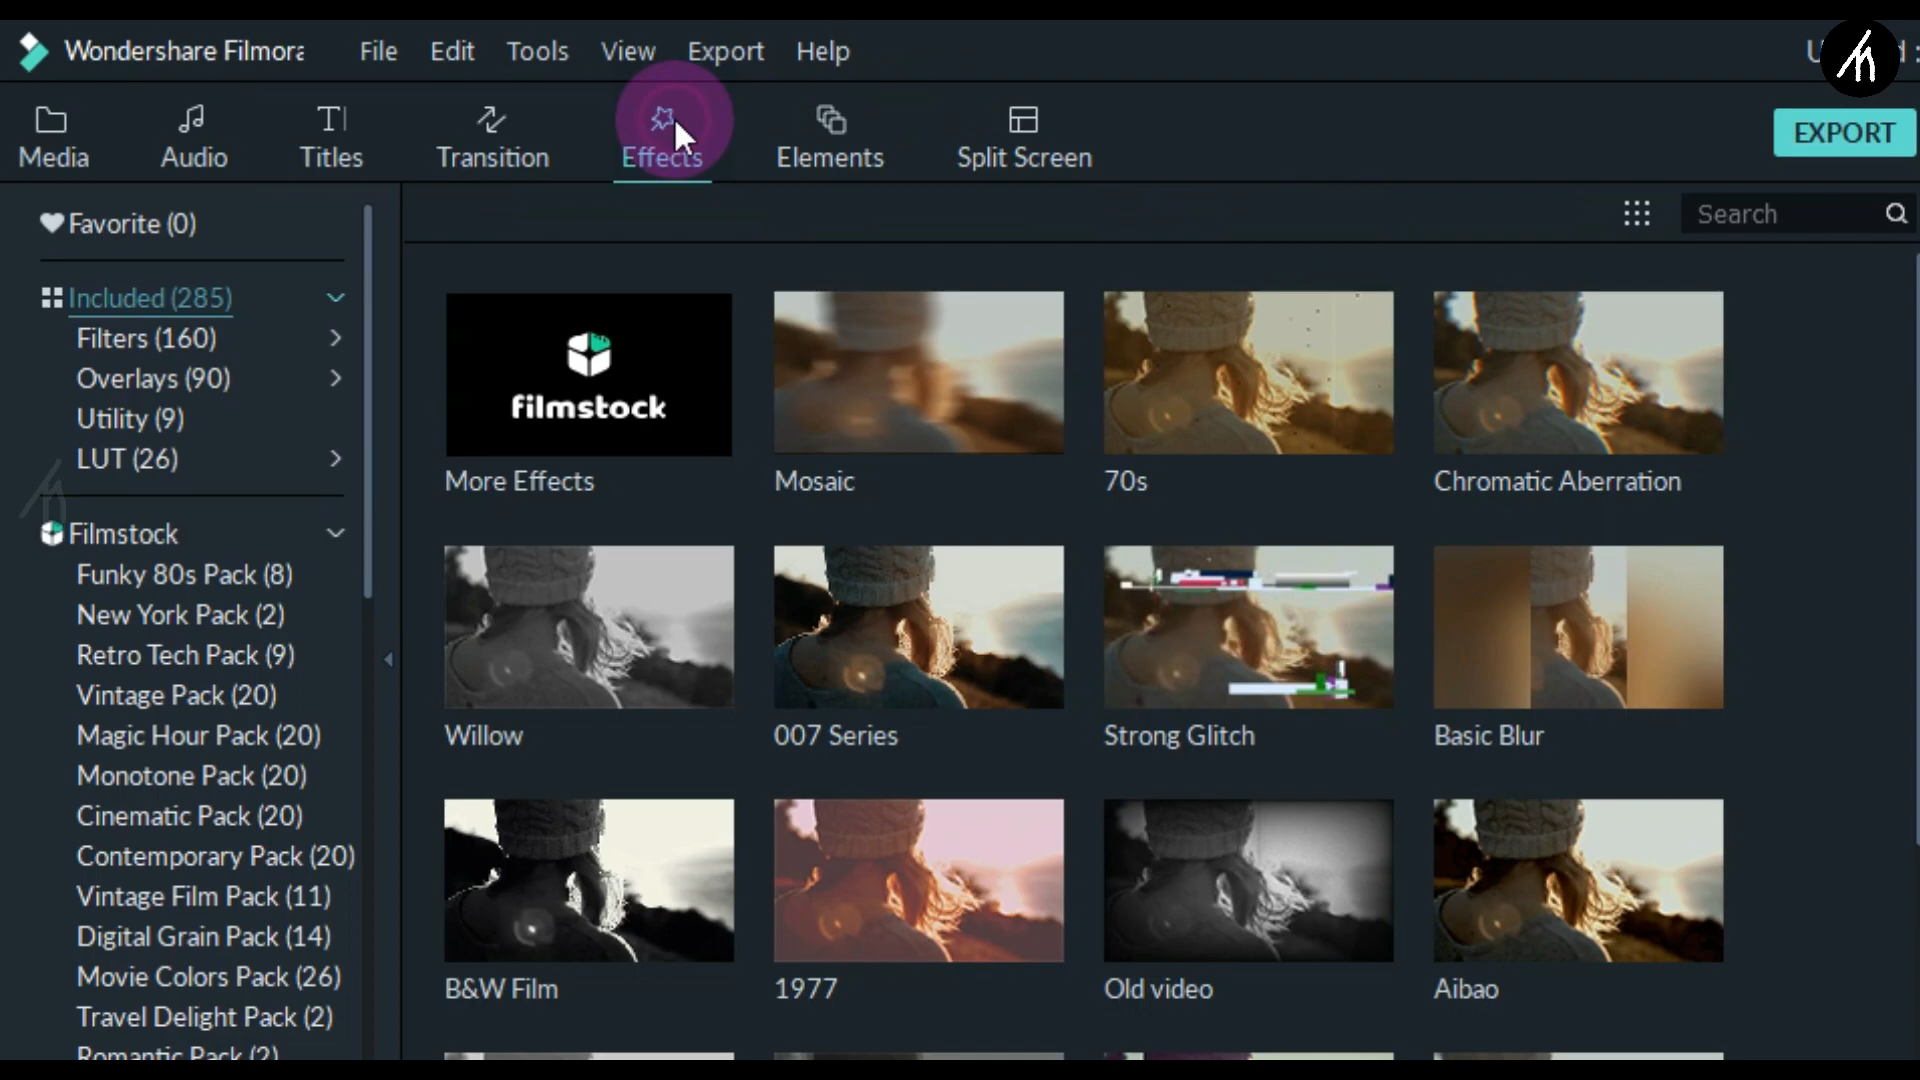 Wondershare Filmora
File Edit Tools View Export Help
Media Audio Titles Transition Effects Elements Split Screen
EXPORT
Favorite (0)
Search
Included (285)
Filters (160)
Overlays (90)
Utility (9)
LUT (26)
Filmstock
Funky 80s Pack (8)
New York Pack (2)
Retro Tech Pack (9)
Vintage Pack (20)
Magic Hour Pack (20)
Monotone Pack (20)
Cinematic Pack (20)
Contemporary Pack (20)
Vintage Film Pack (11)
Digital Grain Pack (14)
Movie Colors Pack (26)
Travel Delight Pack (2)
Romantic Pack (2)
filmstock
More Effects Mosaic 70s Chromatic Aberration
Willow 007 Series Strong Glitch Basic Blur
B&W Film 1977 Old video Aibao